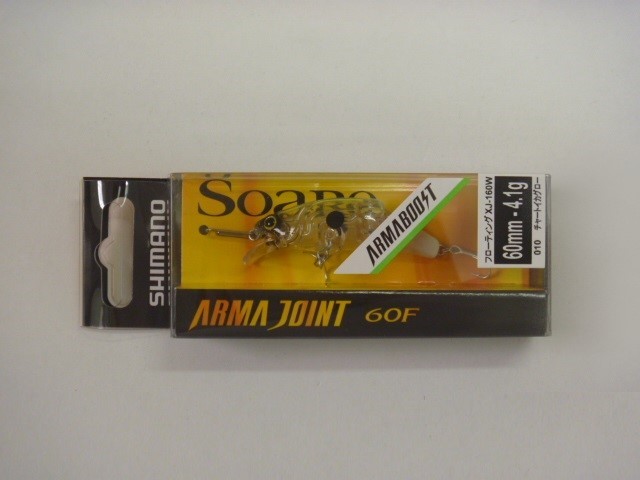 SHIMANO
Soare
ARMABOOST
フローティング XJ-160W
60mm - 4.1g
010 チャートイカグロー
ARMA JOINT 60F